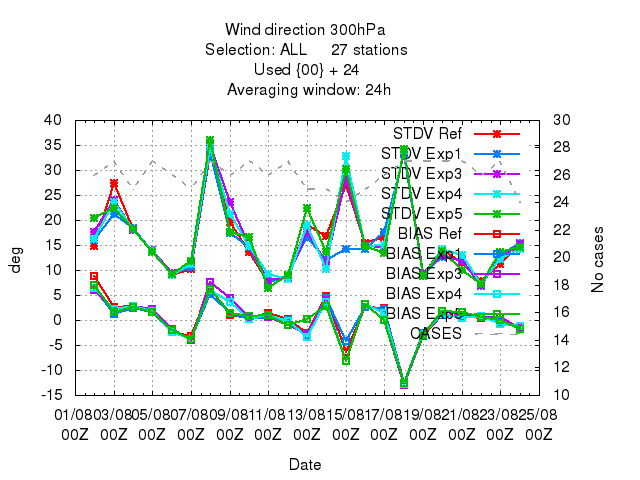 Wind direction 300hPa
Selection: ALL 27 stations
Used {00} + 24
Averaging window: 24h
40 30
35 28
30 26
25 24
20 22
15 20
10 18
5
0 16
-5 14
-10 12
-15 10
deg
No cases
STDV Ref
STDV Exp1
STDV Exp3
STDV Exp4
STDV Exp5
BIAS Ref
BIAS Exp1
BIAS Exp3
BIAS Exp4
BIAS Exp5
CASES
01/08 03/08 05/08 07/08 09/08 11/08 13/08 15/08 17/08 19/08 21/08 23/08 25/08
00Z 00Z 00Z 00Z 00Z 00Z 00Z 00Z 00Z 00Z 00Z 00Z 00Z
Date